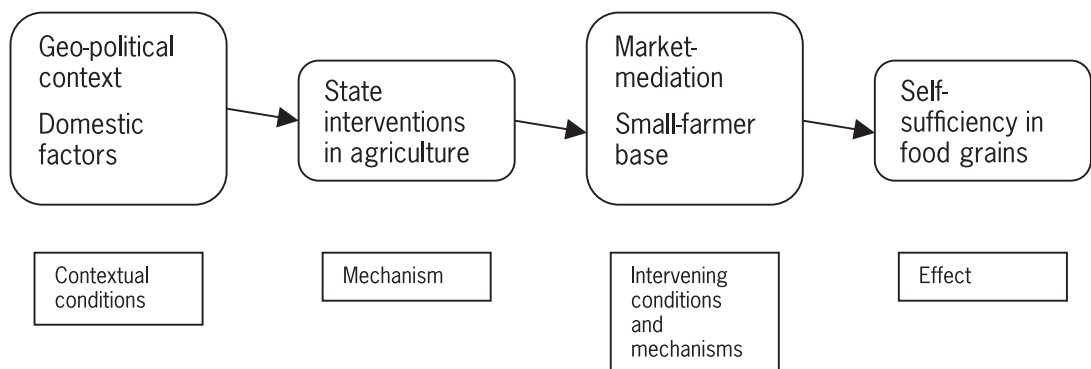 Geo-political
context
Domestic
factors
State
interventions
in agriculture
Market-
mediation
Small-farmer
base
Self-
sufficiency in
food grains
Contextual
conditions
Mechanism
Intervening
conditions
and
mechanisms
Effect